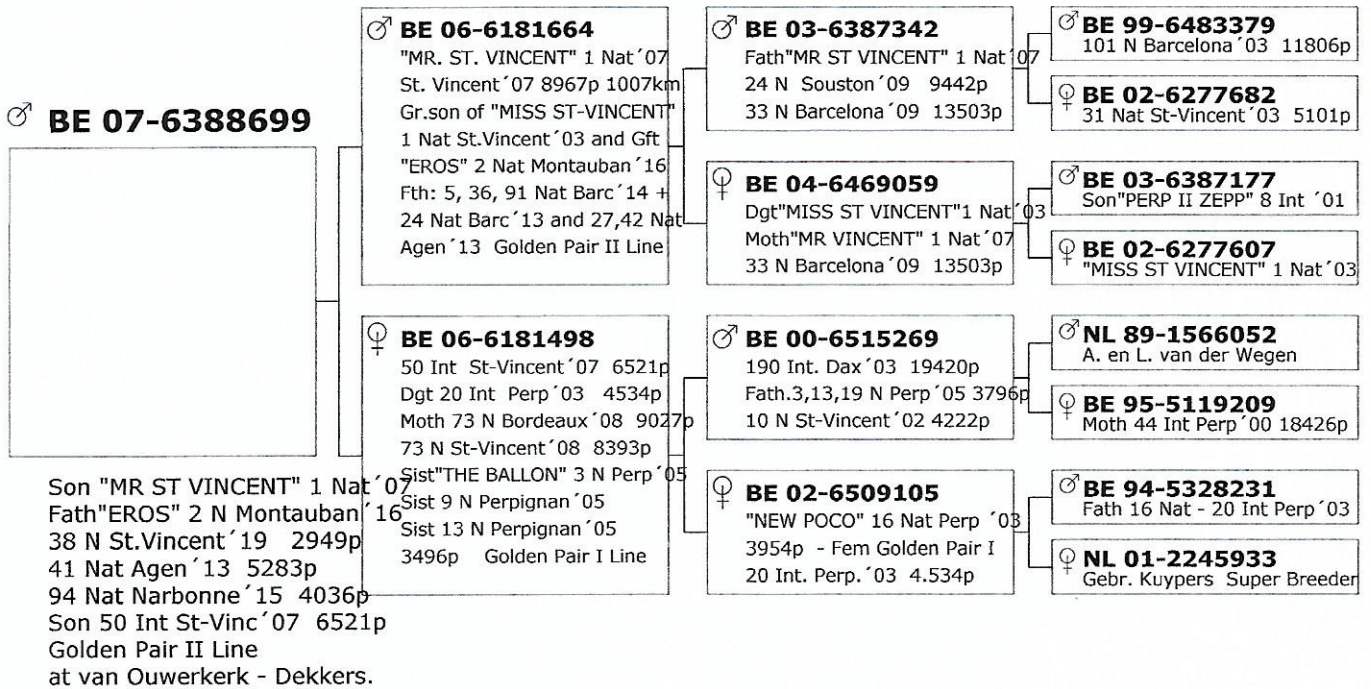 ♂ BE 07-6388699
Son "MR ST VINCENT" 1 Nat´07
Fath"EROS" 2 N Montauban´16
38 N St.Vincent´19 2949p
41 Nat Agen´13 5283p
94 Nat Narbonne´15 4036p
Son 50 Int St-Vinc´07 6521p
Golden Pair II Line
at van Ouwerkerk - Dekkers.
♂ BE 06-6181664
"MR. ST. VINCENT" 1 Nat´07
St. Vincent´07 8967p 1007km
Gr.son of "MISS ST-VINCENT"
1 Nat St.Vincent´03 and Gft
"EROS" 2 Nat Montauban´16
Fth: 5, 36, 91 Nat Barc´14 +
24 Nat Barc´13 and 27,42 Nat
Agen´13 Golden Pair II Line
♀ BE 06-6181498
50 Int St-Vincent´07 6521p
Dgt 20 Int Perp´03 4534p
Moth 73 N Bordeaux´08 9027p
73 N St-Vincent´08 8393p
Sist"THE BALLON" 3 N Perp´05
Sist 9 N Perpignan´05
Sist 13 N Perpignan´05
3496p Golden Pair I Line
♂ BE 03-6387342
Fath"MR ST VINCENT" 1 Nat´07
24 N Souston´09 9442p
33 N Barcelona´09 13503p
♀ BE 04-6469059
Dgt"MISS ST VINCENT"1 Nat´03
Moth"MR VINCENT" 1 Nat´07
33 N Barcelona´09 13503p
♂ BE 00-6515269
190 Int. Dax´03 19420p
Fath.3,13,19 N Perp´05 3796p
10 N St-Vincent´02 4222p
♀ BE 02-6509105
"NEW POCO" 16 Nat Perp ´03
3954p - Fem Golden Pair I
20 Int. Perp.´03 4.534p
♂ BE 99-6483379
101 N Barcelona´03 11806p
♀ BE 02-6277682
31 Nat St-Vincent´03 5101p
♂ BE 03-6387177
Son"PERP II ZEPP" 8 Int ´01
♀ BE 02-6277607
"MISS ST VINCENT" 1 Nat´03
♂ NL 89-1566052
A. en L. van der Wegen
♀ BE 95-5119209
Moth 44 Int Perp´00 18426p
♂ BE 94-5328231
Fath 16 Nat - 20 Int Perp´03
♀ NL 01-2245933
Gebr. Kuypers Super Breeder